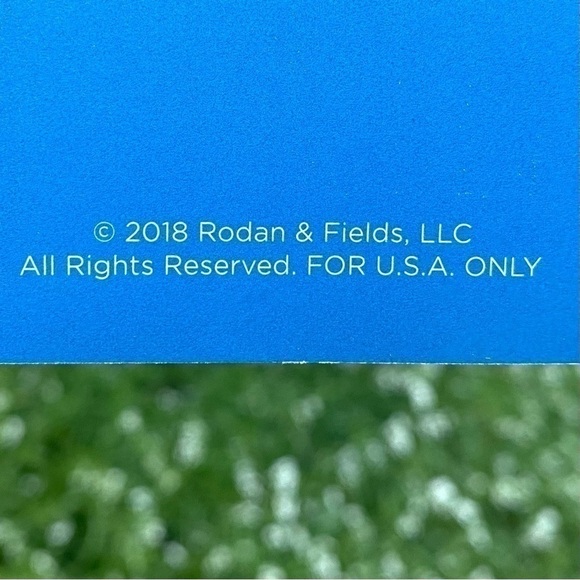 © 2018 Rodan & Fields, LLC
All Rights Reserved. FOR U.S.A. ONLY